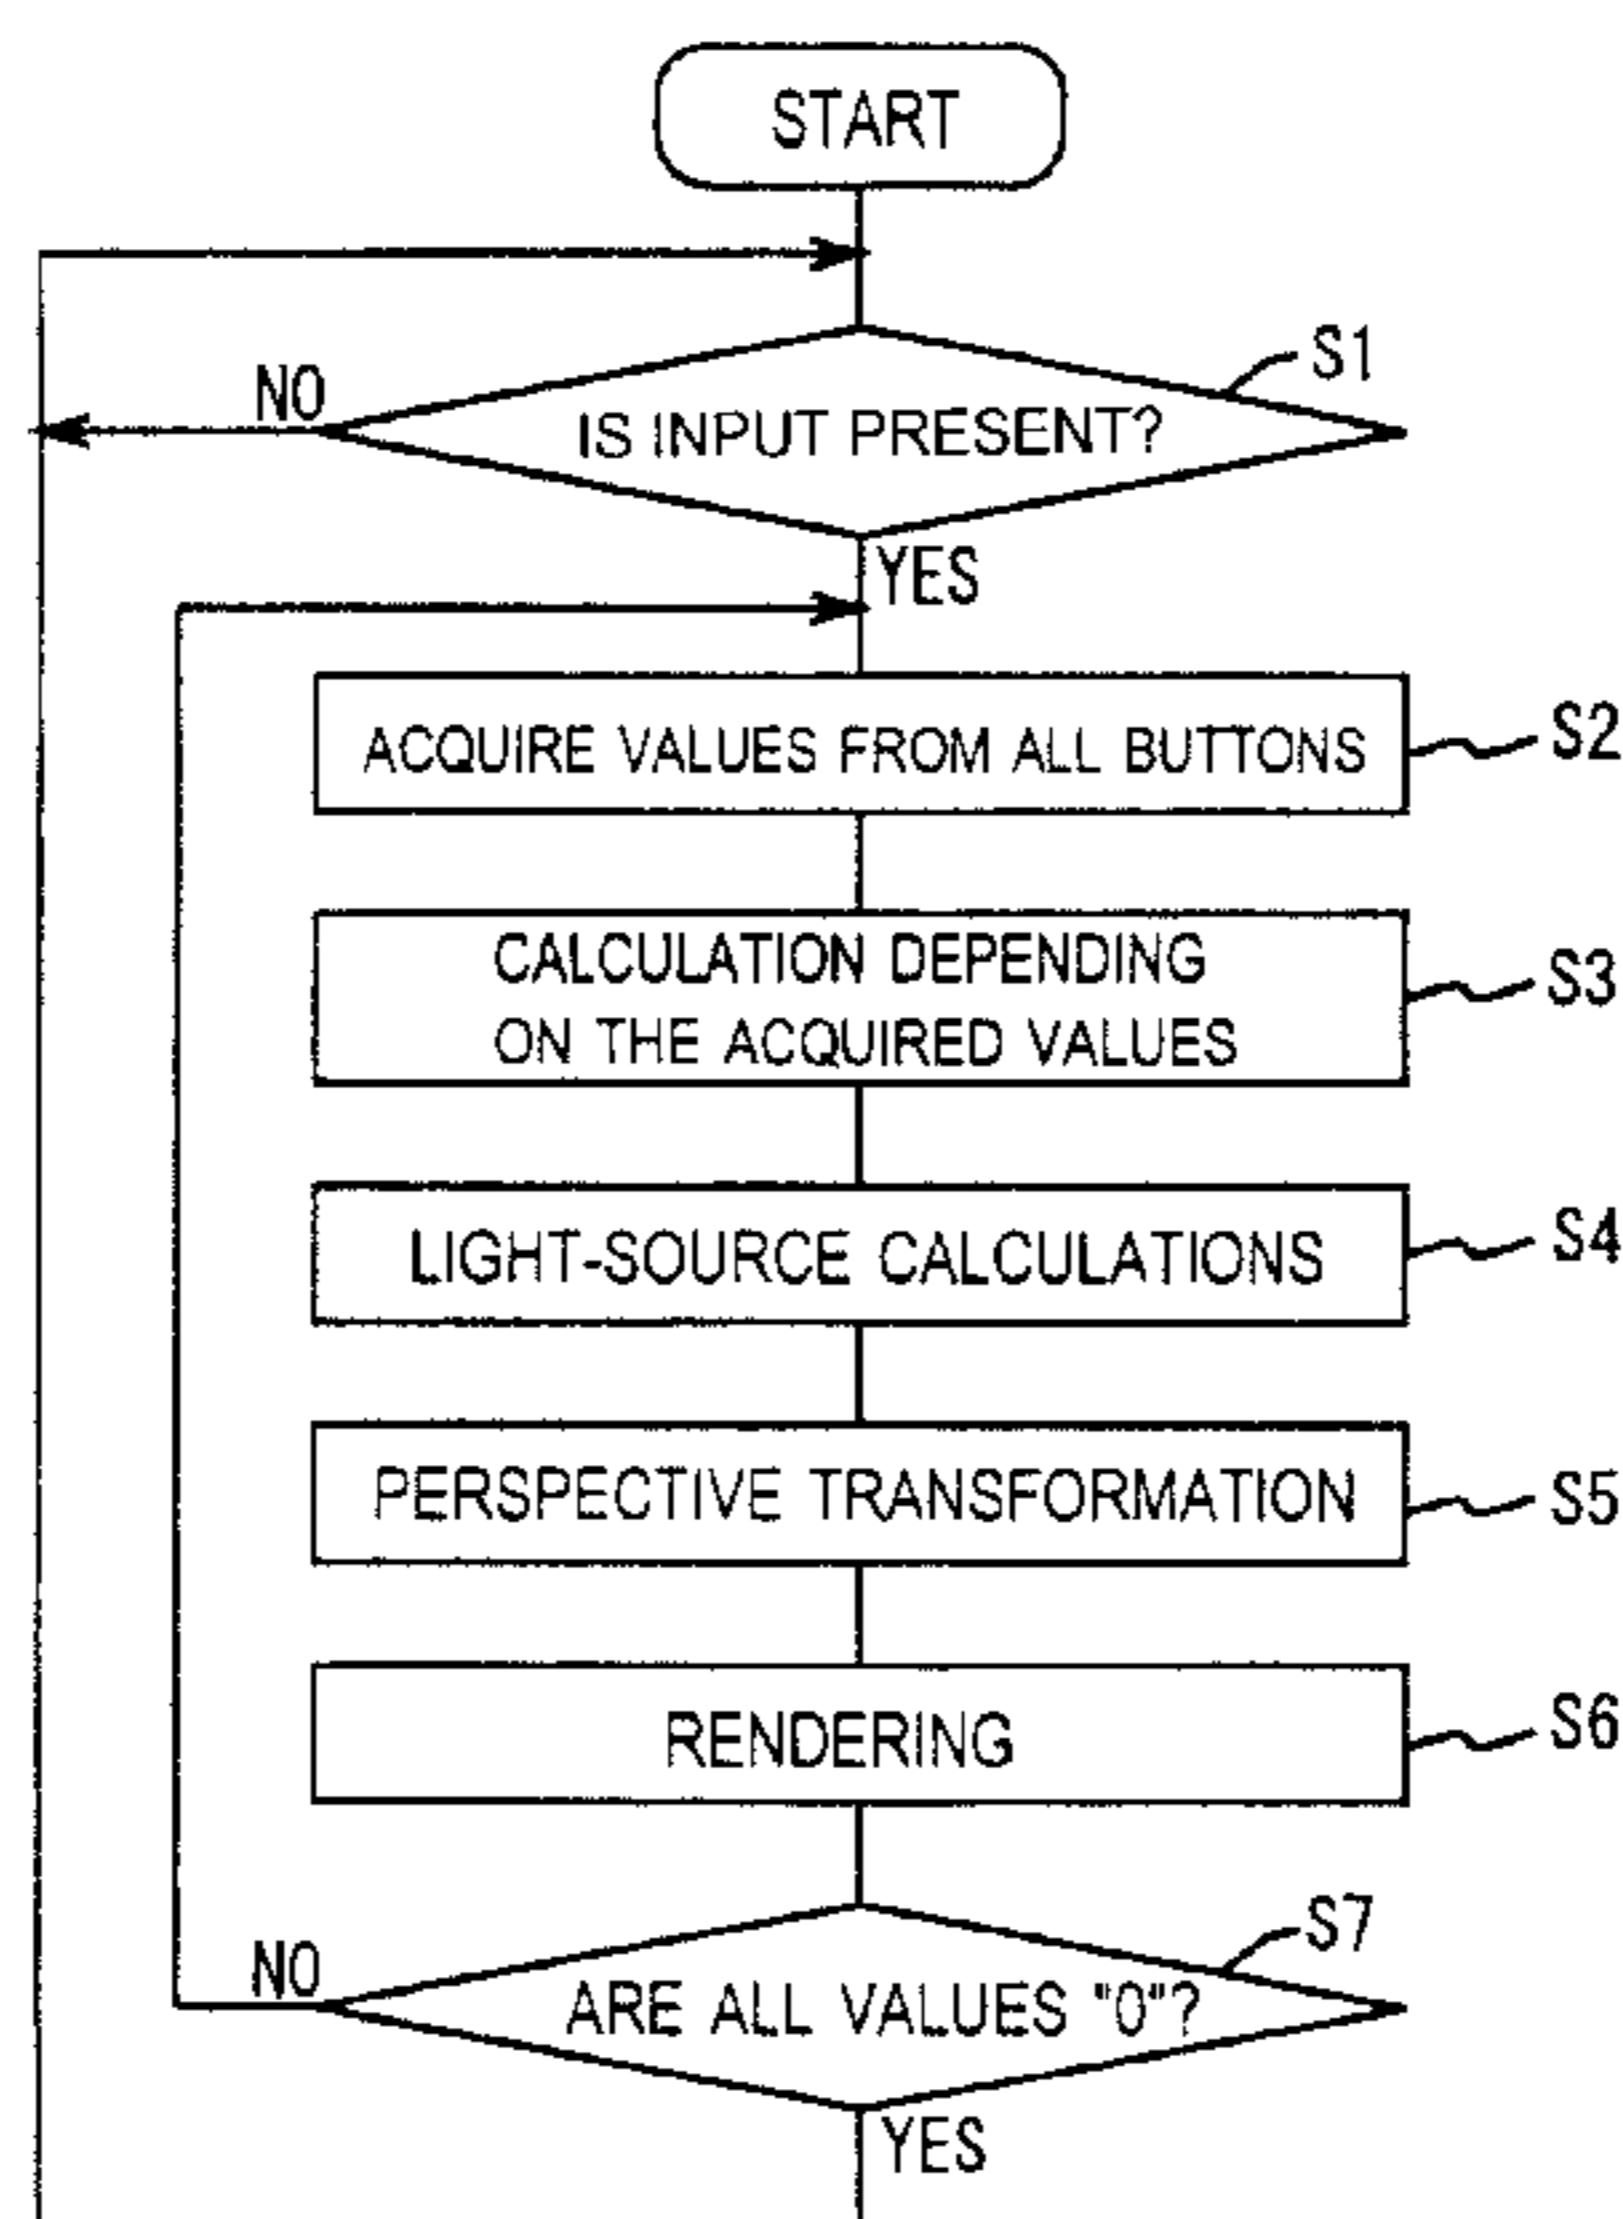 START
S1
NO
IS INPUT PRESENT?
YES
ACQUIRE VALUES FROM ALL BUTTONS
S2
CALCULATION DEPENDING
ON THE ACQUIRED VALUES
S3
LIGHT-SOURCE CALCULATIONS
S4
PERSPECTIVE TRANSFORMATION
S5
RENDERING
S6
S7
NO
ARE ALL VALUES "0"?
YES